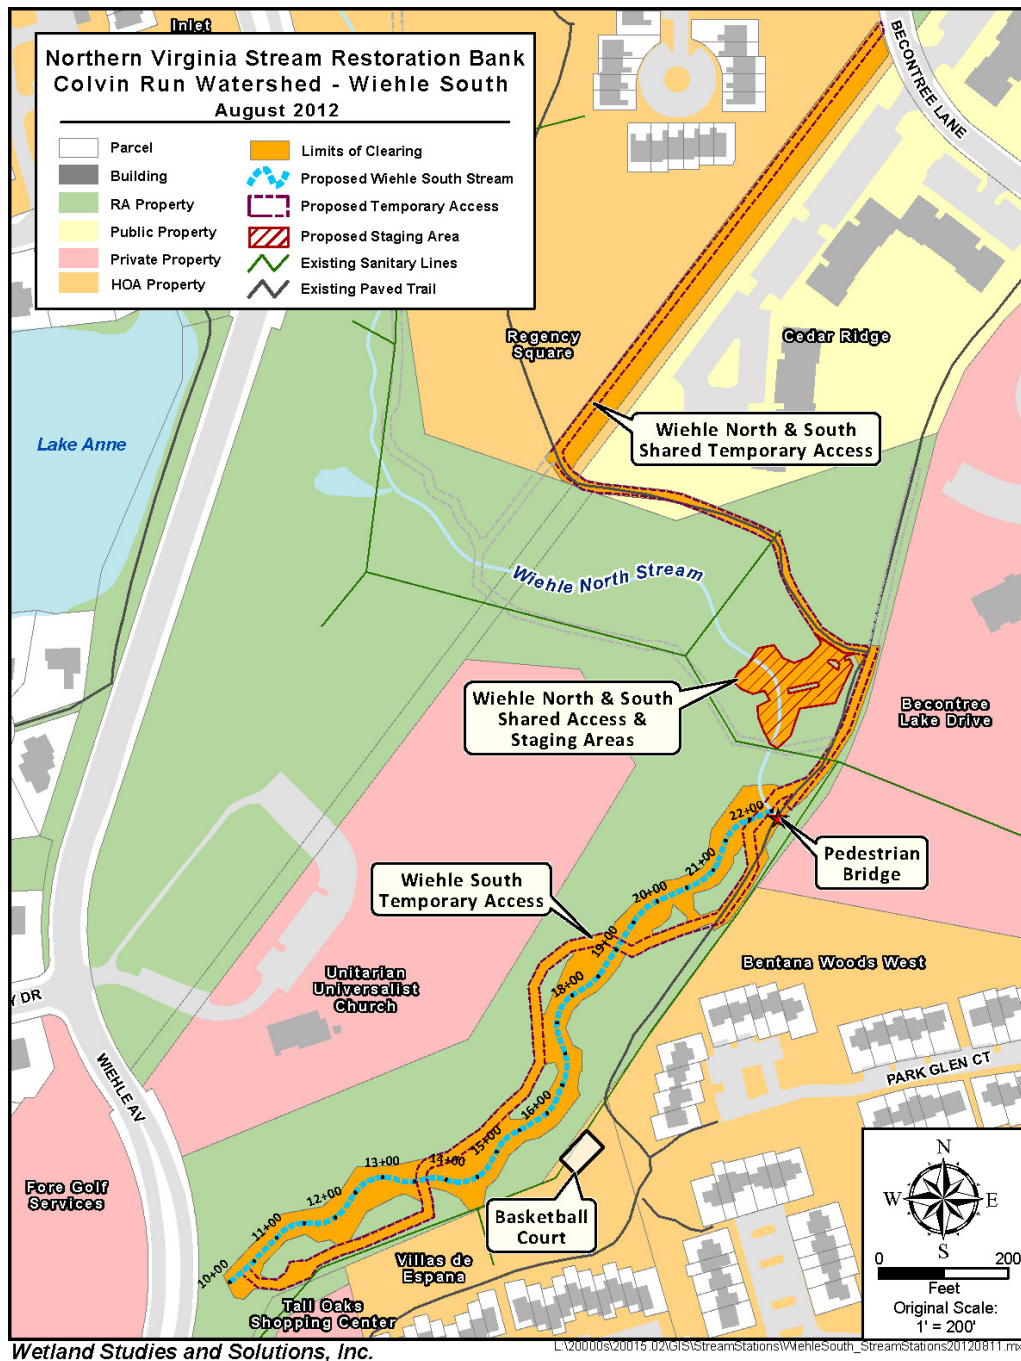 Inlet
Northern Virginia Stream Restoration Bank
Colvin Run Watershed - Wiehle South
August 2012
Parcel
Building
RA Property
Public Property
Private Property
HOA Property
Limits of Clearing
Proposed Wiehle South Stream
Proposed Temporary Access
Proposed Staging Area
Existing Sanitary Lines
Existing Paved Trail
BECONTREE LANE
Regency
Square
Cedar Ridge
Lake Anne
Wiehle North & South
Shared Temporary Access
Wiehle North Stream
Wiehle North & South
Shared Access &
Staging Areas
Becontree
Lake Drive
22+00
21+00
20+00
19+00
18+00
16+00
15+00
14+00
13+00
12+00
11+00
10+00
Pedestrian
Bridge
Wiehle South
Temporary Access
Unitarian
Universalist
Church
Bentana Woods West
Y DR
WIEHLE AV
PARK GLEN CT
Fore Golf
Services
Basketball
Court
Villas de
Espana
Tall Oaks
Shopping Center
N
W
E
S
0 200
Feet
Original Scale:
1' = 200'
Wetland Studies and Solutions, Inc.
L:\20000s\20015.02\GIS\StreamStations\WiehleSouth_StreamStations20120811.mx